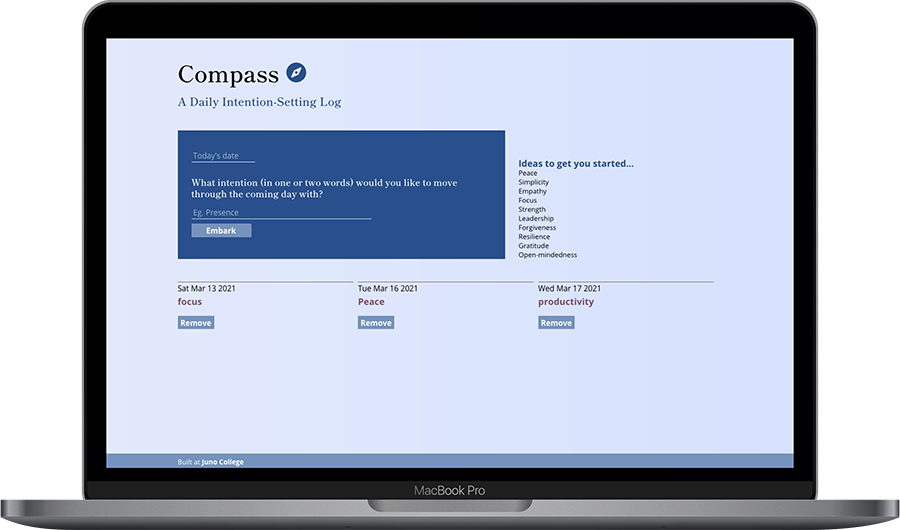 Compass
A Daily Intention-Setting Log
Today's date
What intention (in one or two words) would you like to move
through the coming day with?
Eg. Presence
Embark
Ideas to get you started...
Peace
Simplicity
Empathy
Focus
Strength
Leadership
Forgiveness
Resilience
Gratitude
Open-mindedness
Sat Mar 13 2021
focus
Remove
Tue Mar 16 2021
Peace
Remove
Wed Mar 17 2021
productivity
Remove
Built at Juno College
MacBook Pro